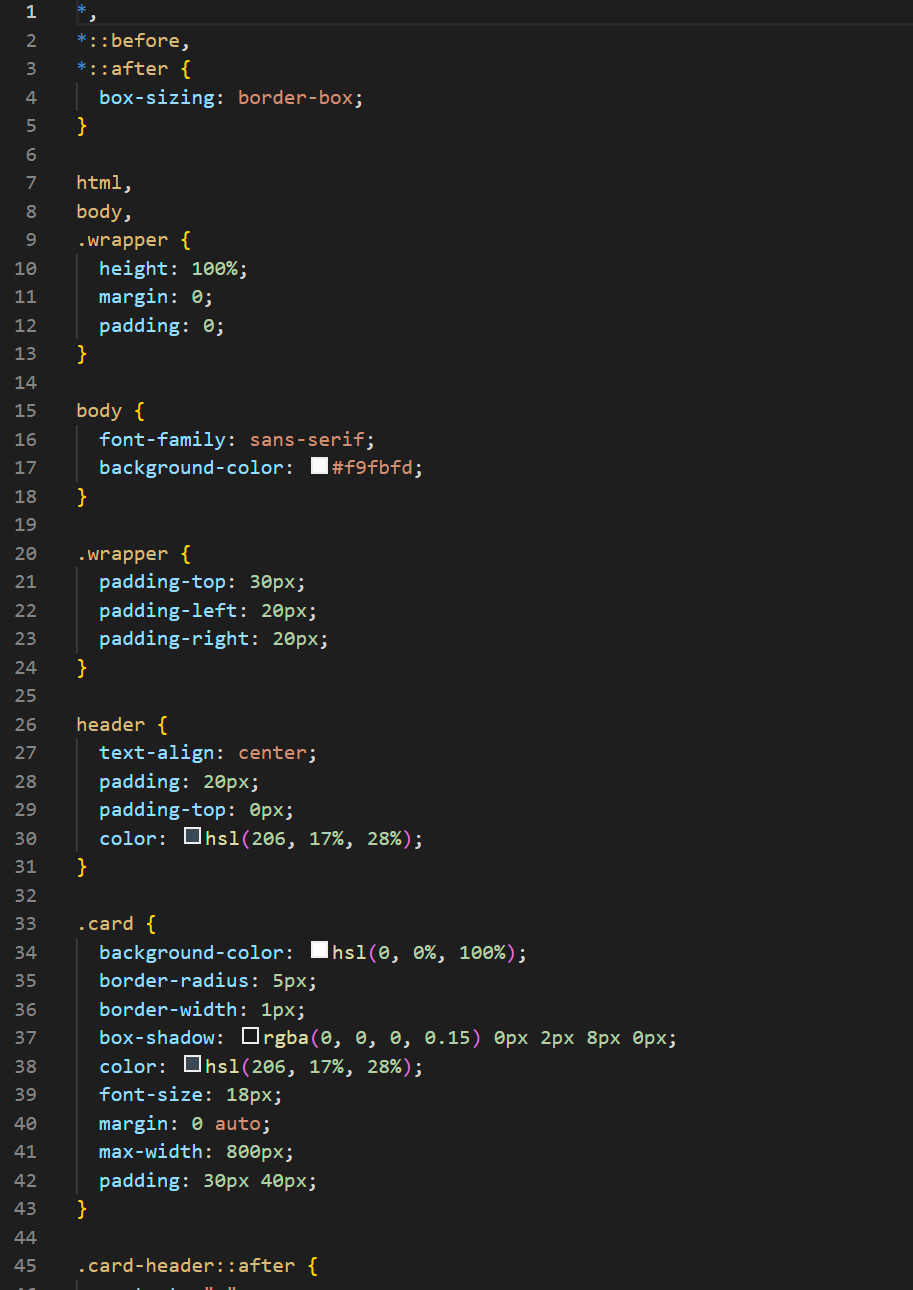 1 *,
2 *::before,
3 *::after {
4 box-sizing: border-box;
5 }
6
7 html,
8 body,
9 .wrapper {
10 height: 100%;
11 margin: 0;
12 padding: 0;
13 }
14
15 body {
16 font-family: sans-serif;
17 background-color: #f9fbfd;
18 }
19
20 .wrapper {
21 padding-top: 30px;
22 padding-left: 20px;
23 padding-right: 20px;
24 }
25
26 header {
27 text-align: center;
28 padding: 20px;
29 padding-top: 0px;
30 color: hsl(206, 17%, 28%);
31 }
32
33 .card {
34 background-color: hsl(0, 0%, 100%);
35 border-radius: 5px;
36 border-width: 1px;
37 box-shadow: rgba(0, 0, 0, 0.15) 0px 2px 8px 0px;
38 color: hsl(206, 17%, 28%);
39 font-size: 18px;
40 margin: 0 auto;
41 max-width: 800px;
42 padding: 30px 40px;
43 }
44
45 .card-header::after {